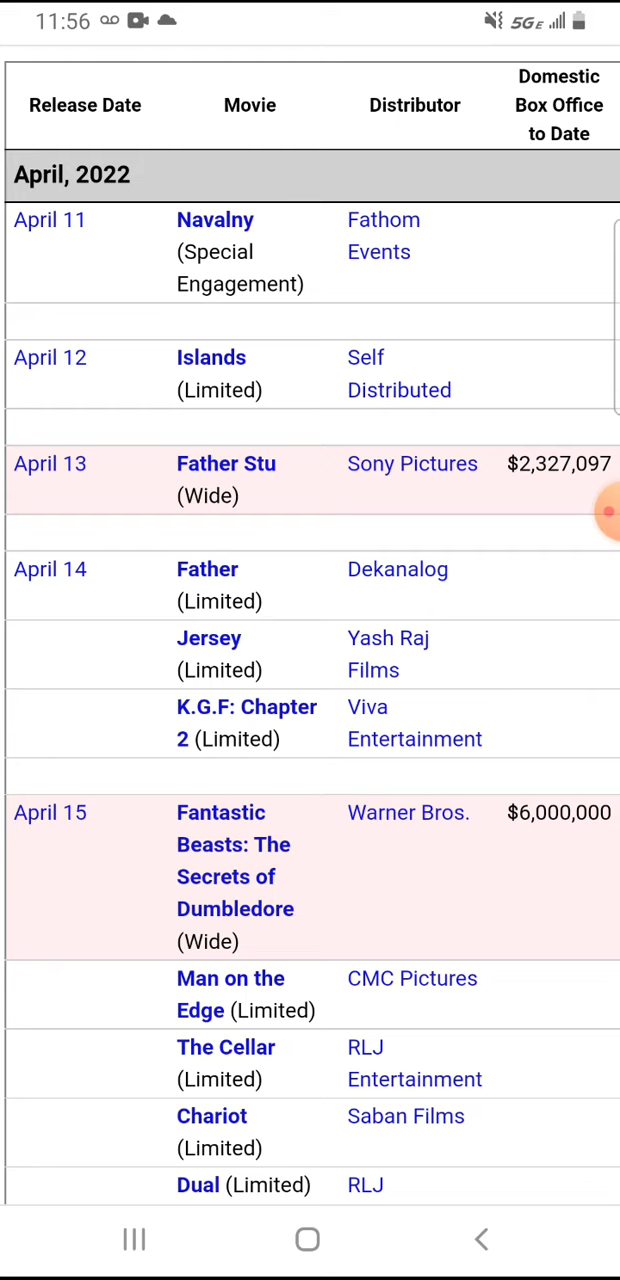 11:56
5GE
Domestic
Release Date Movie Distributor Box Office
to Date
April, 2022
April 11 Navalny Fathom
(Special Events
Engagement)
April 12 Islands Self
(Limited) Distributed
April 13 Father Stu Sony Pictures $2,327,097
(Wide)
April 14 Father Dekanalog
(Limited)
Jersey Yash Raj
(Limited) Films
K.G.F: Chapter Viva
2 (Limited) Entertainment
April 15 Fantastic Warner Bros. $6,000,000
Beasts: The
Secrets of
Dumbledore
(Wide)
Man on the CMC Pictures
Edge (Limited)
The Cellar RLJ
(Limited) Entertainment
Chariot Saban Films
(Limited)
Dual (Limited) RLJ